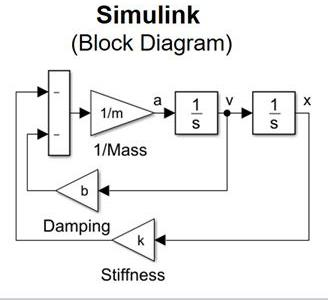 Simulink
(Block Diagram)
−
−
1/m
a
1
s
v
1
s
x
1/Mass
b
Damping
k
Stiffness